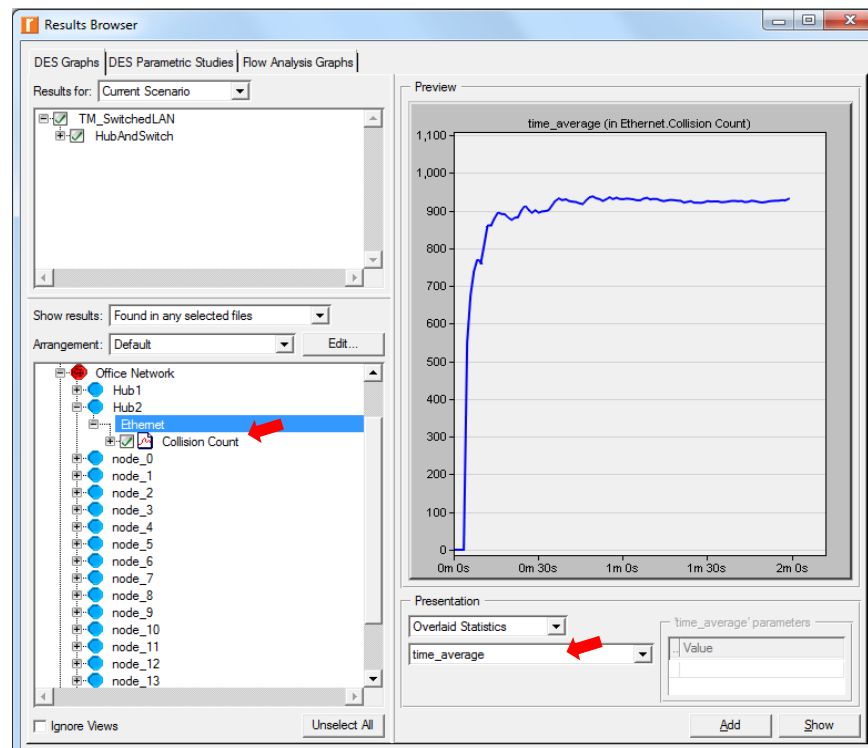 Results Browser
DES Graphs DES Parametric Studies Flow Analysis Graphs
Results for: Current Scenario
TM_SwitchedLAN
HubAndSwitch
Show results: Found in any selected files
Arrangement: Default Edit...
Office Network
Hub1
Hub2
Ethernet
Collision Count
node_0
node_1
node_2
node_3
node_4
node_5
node_6
node_7
node_8
node_9
node_10
node_11
node_12
node_13
Ignore Views Unselect All
Preview
time_average (in Ethernet.Collision Count)
1,100
1,000
900
800
700
600
500
400
300
200
100
0
0m 0s 0m 30s 1m 0s 1m 30s 2m 0s
Presentation
Overlaid Statistics
time_average
'time_average' parameters
.. Value
Add Show